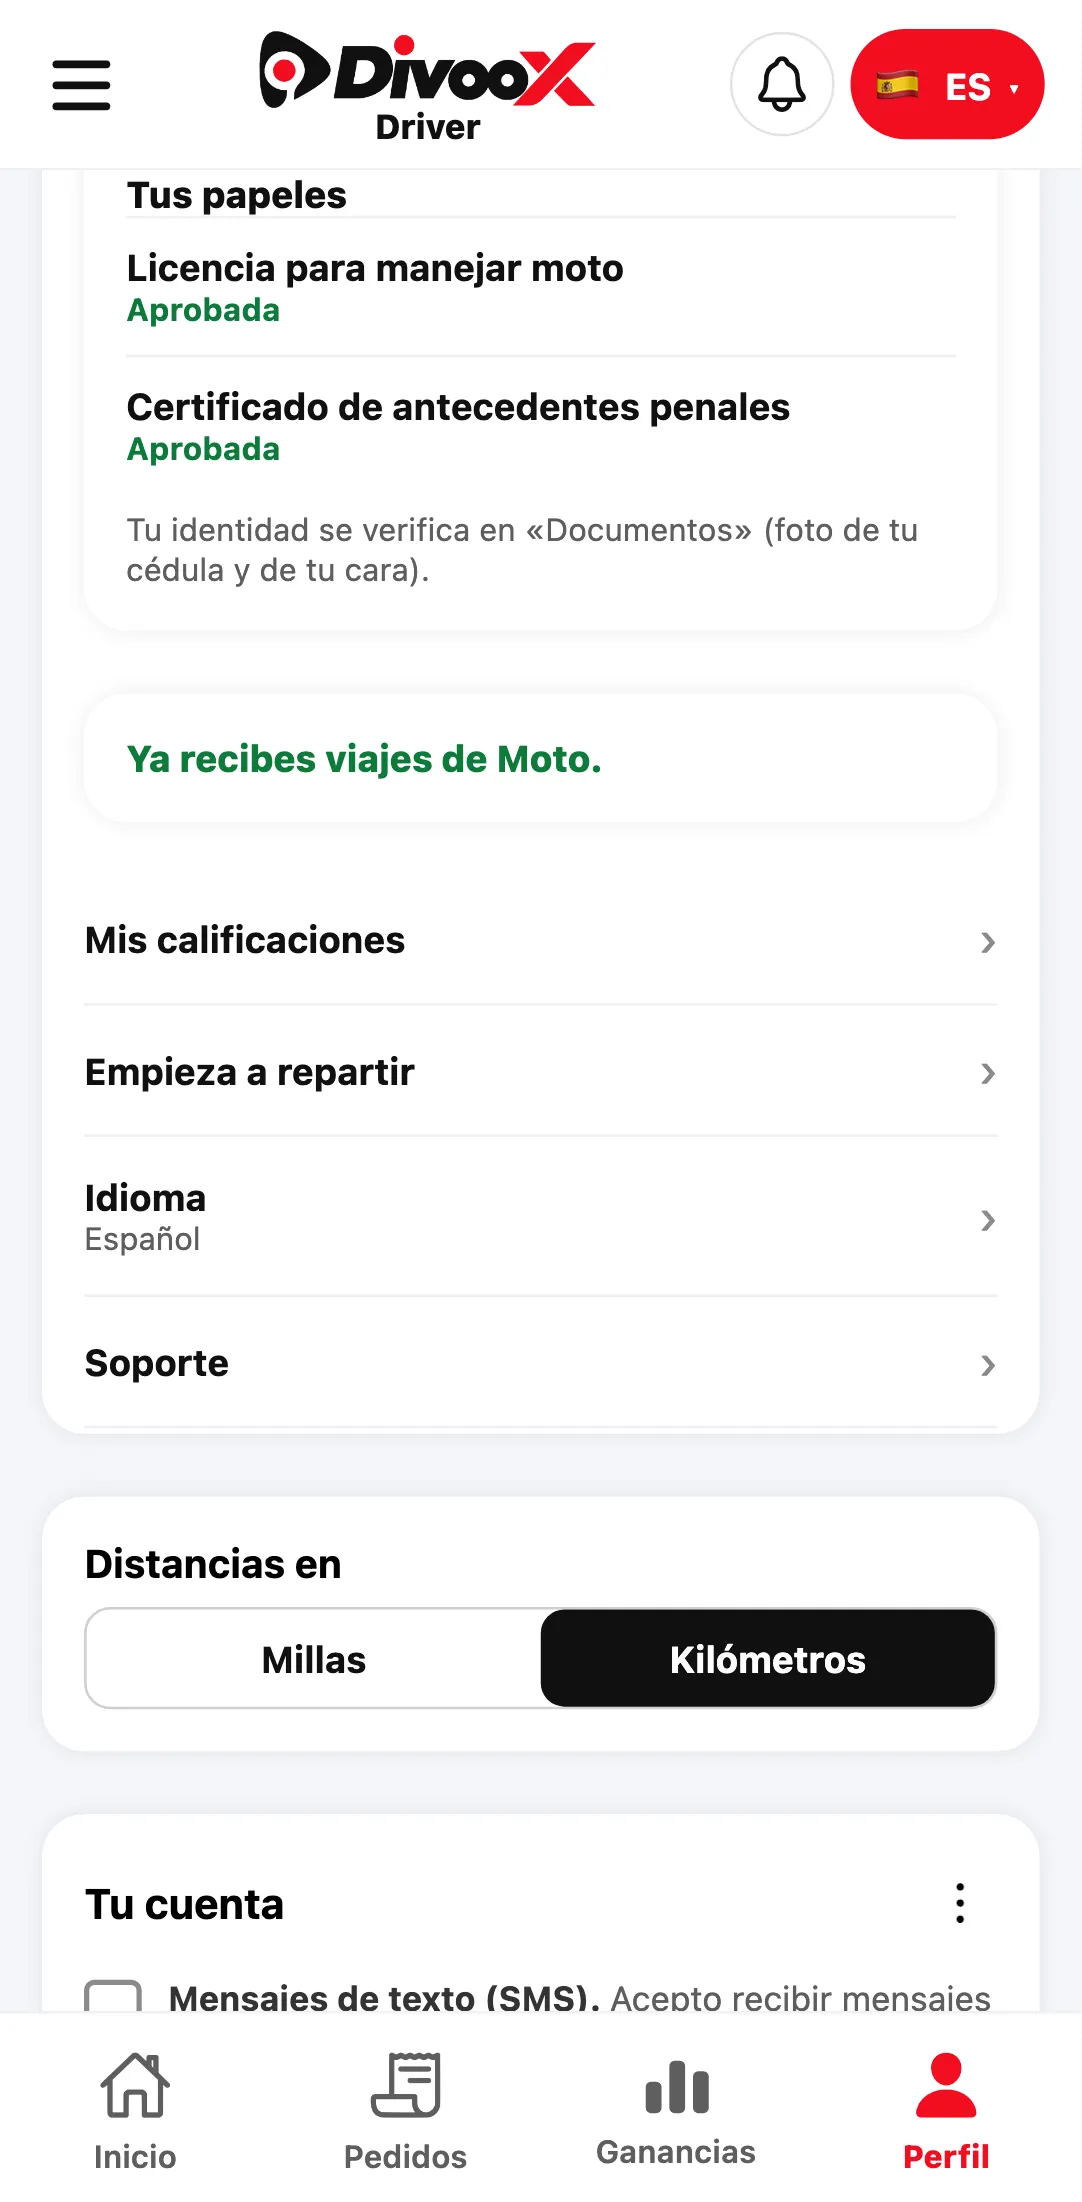 DivooX
Driver
ES
Tus papeles
Licencia para manejar moto
Aprobada
Certificado de antecedentes penales
Aprobada
Tu identidad se verifica en «Documentos» (foto de tu
cédula y de tu cara).
Ya recibes viajes de Moto.
Mis calificaciones
Empieza a repartir
Idioma
Español
Soporte
Distancias en
Millas
Kilómetros
Tu cuenta
Mensajes de texto (SMS). Acepto recibir mensajes
Inicio
Pedidos
Ganancias
Perfil